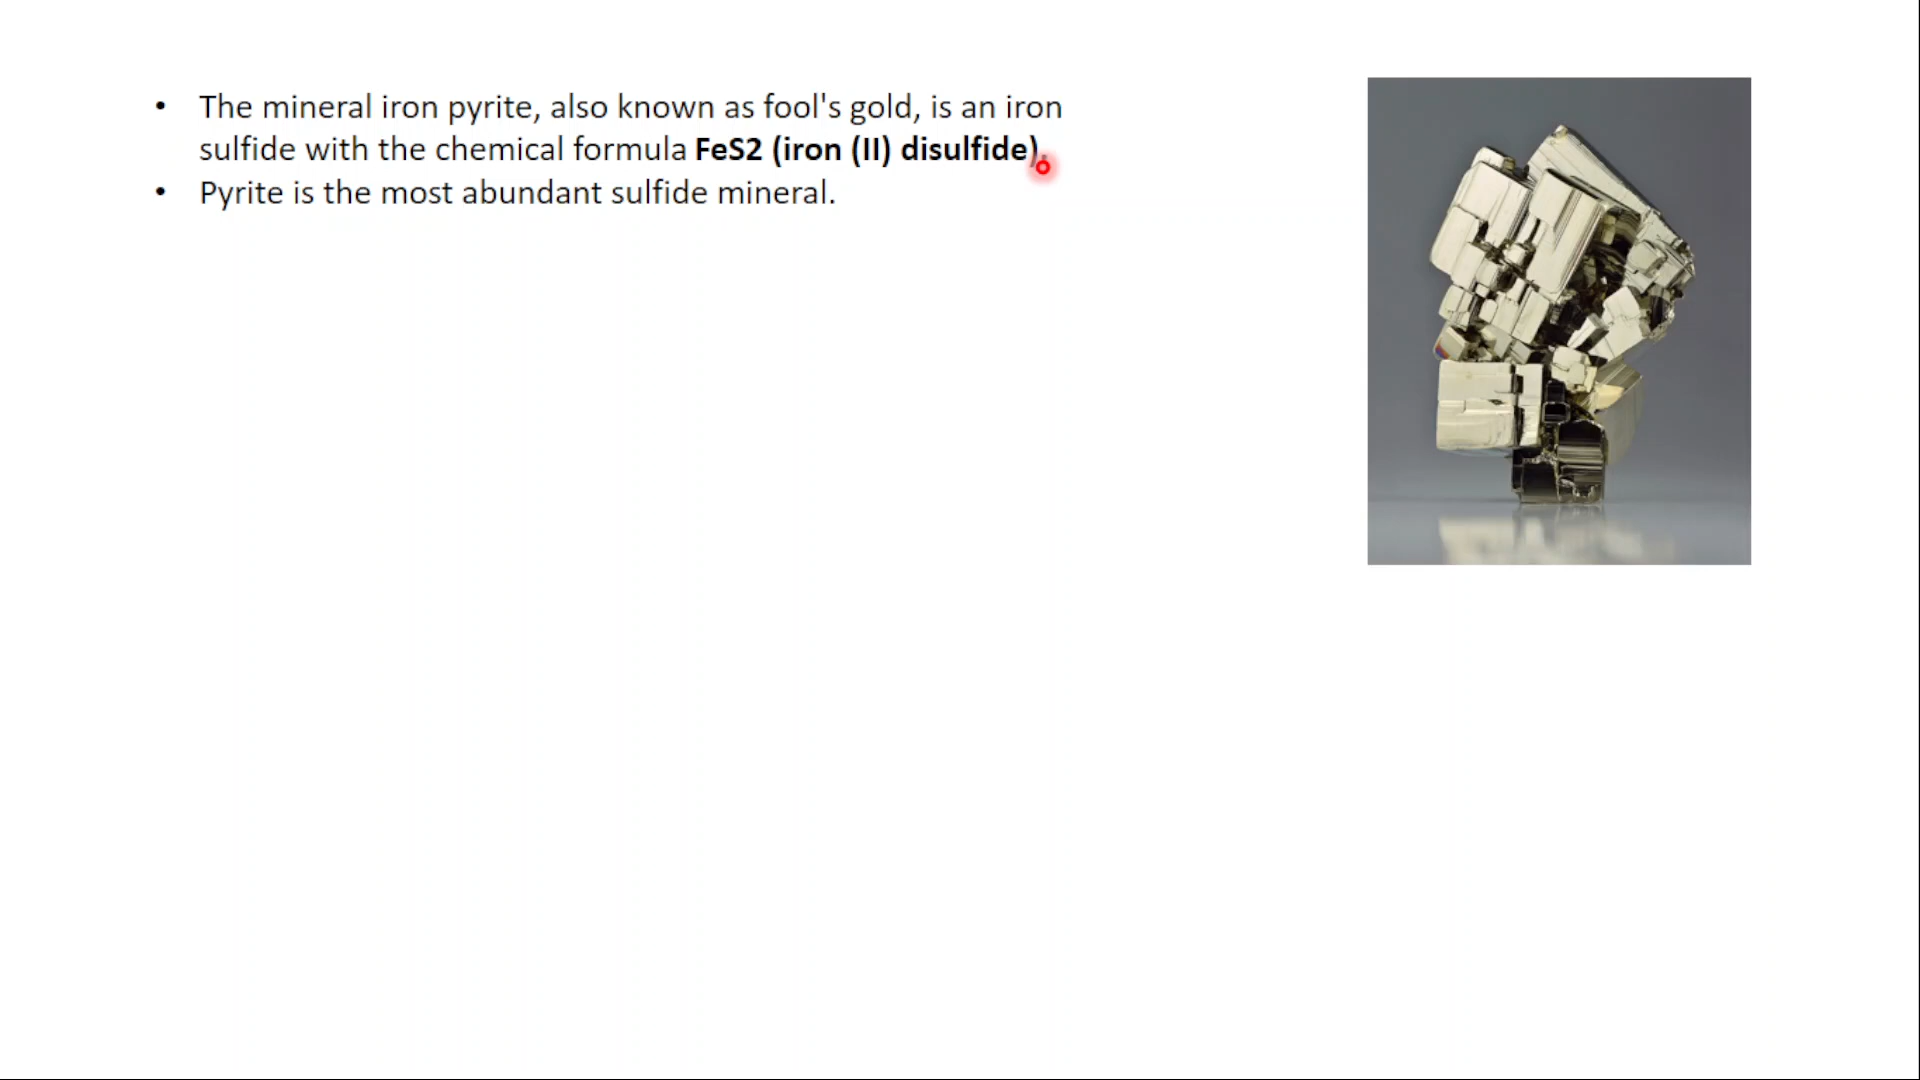 • The mineral iron pyrite, also known as fool's gold, is an iron
sulfide with the chemical formula FeS2 (iron (II) disulfide).
• Pyrite is the most abundant sulfide mineral.